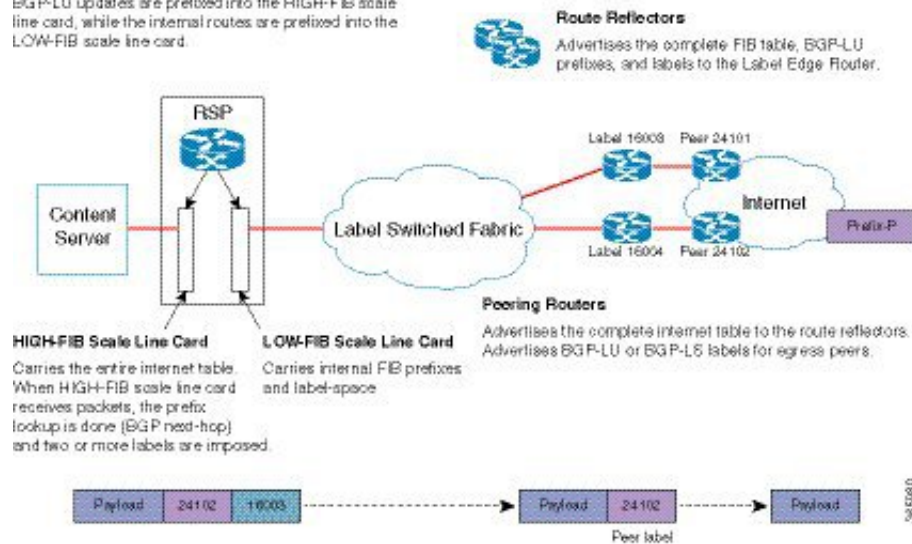 BGP-LU updates are prefixed into the HIGH-FIB scale
line card, while the internal routes are prefixed into the
LOW-FIB scale line card.
Route Reflectors
Advertises the complete FIB table, BGP-LU
prefixes, and labels to the Label Edge Router.
RSP
Label 16003 Peer 24101
Content
Server
Label Switched Fabric
Internet
Prefix-P
Label 16004 Peer 24102
Peering Routers
Advertises the complete internet table to the route reflectors.
Advertises BGP-LU or BGP-LS labels for egress peers.
HIGH-FIB Scale Line Card
Carries the entire internet table.
When HIGH-FIB scale line card
receives packets, the prefix
lookup is done (BGP next-hop)
and two or more labels are imposed.
LOW-FIB Scale Line Card
Carries internal FIB prefixes
and label-space
Payload 24102 16003
Payload 24102
Payload
Peer label